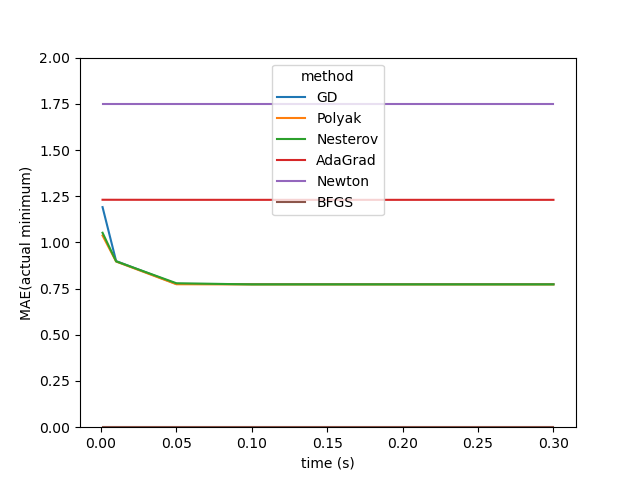 2.00
1.75
1.50
1.25
1.00
0.75
0.50
0.25
0.00
MAE(actual minimum)
method
GD
Polyak
Nesterov
AdaGrad
Newton
BFGS
0.00 0.05 0.10 0.15 0.20 0.25 0.30
time (s)